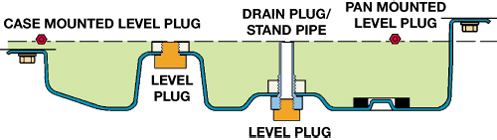 CASE MOUNTED LEVEL PLUG
DRAIN PLUG/
STAND PIPE
PAN MOUNTED
LEVEL PLUG
LEVEL
PLUG
LEVEL PLUG